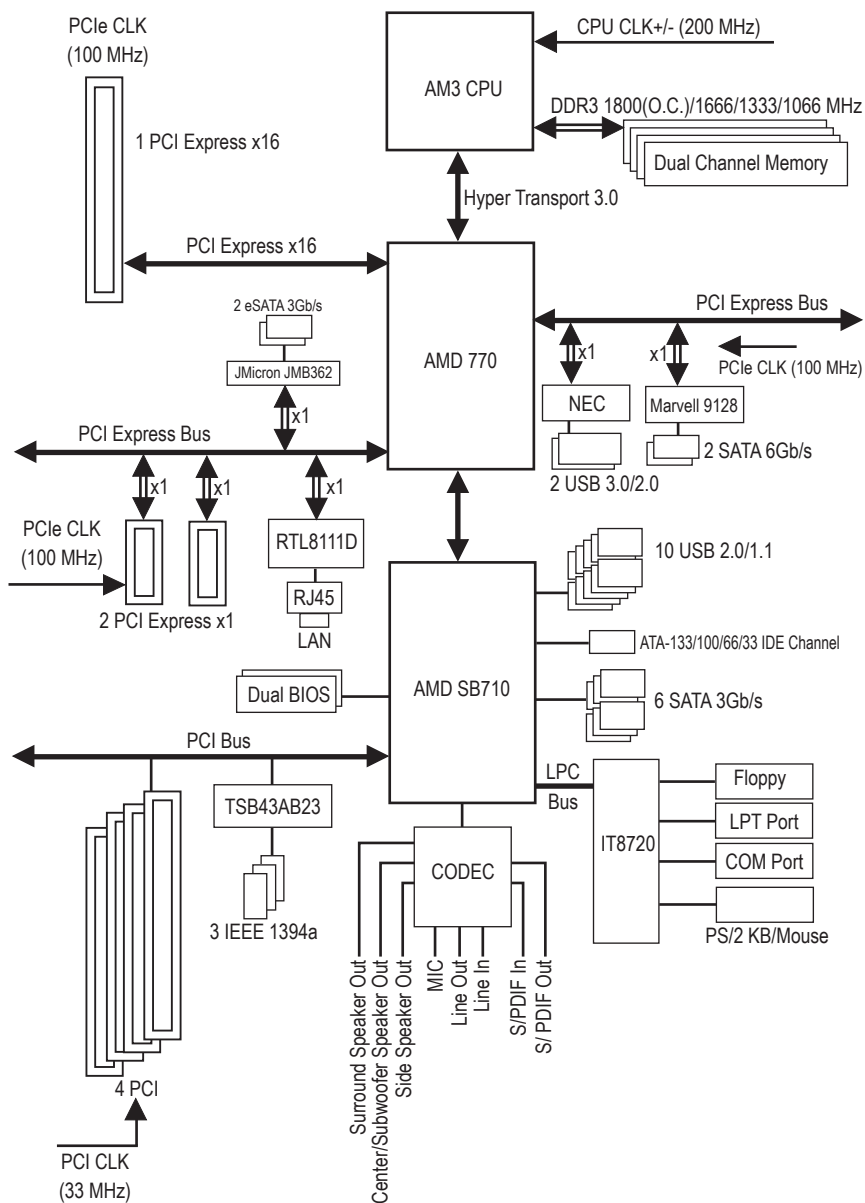 PCIe CLK
(100 MHz)
1 PCI Express x16
AM3 CPU
CPU CLK+/- (200 MHz)
DDR3 1800(O.C.)/1666/1333/1066 MHz
Dual Channel Memory
Hyper Transport 3.0
PCI Express x16
2 eSATA 3Gb/s
JMicron JMB362
x1
AMD 770
PCI Express Bus
x1
x1
PCIe CLK (100 MHz)
NEC
Marvell 9128
2 SATA 6Gb/s
2 USB 3.0/2.0
PCI Express Bus
x1
x1
x1
PCIe CLK
(100 MHz)
2 PCI Express x1
RTL8111D
RJ45
LAN
10 USB 2.0/1.1
ATA-133/100/66/33 IDE Channel
Dual BIOS
AMD SB710
6 SATA 3Gb/s
PCI Bus
LPC
Bus
TSB43AB23
3 IEEE 1394a
CODEC
IT8720
Floppy
LPT Port
COM Port
PS/2 KB/Mouse
Surround Speaker Out
Center/Subwoofer Speaker Out
Side Speaker Out
MIC
Line Out
Line In
S/PDIF In
S/ PDIF Out
4 PCI
PCI CLK
(33 MHz)